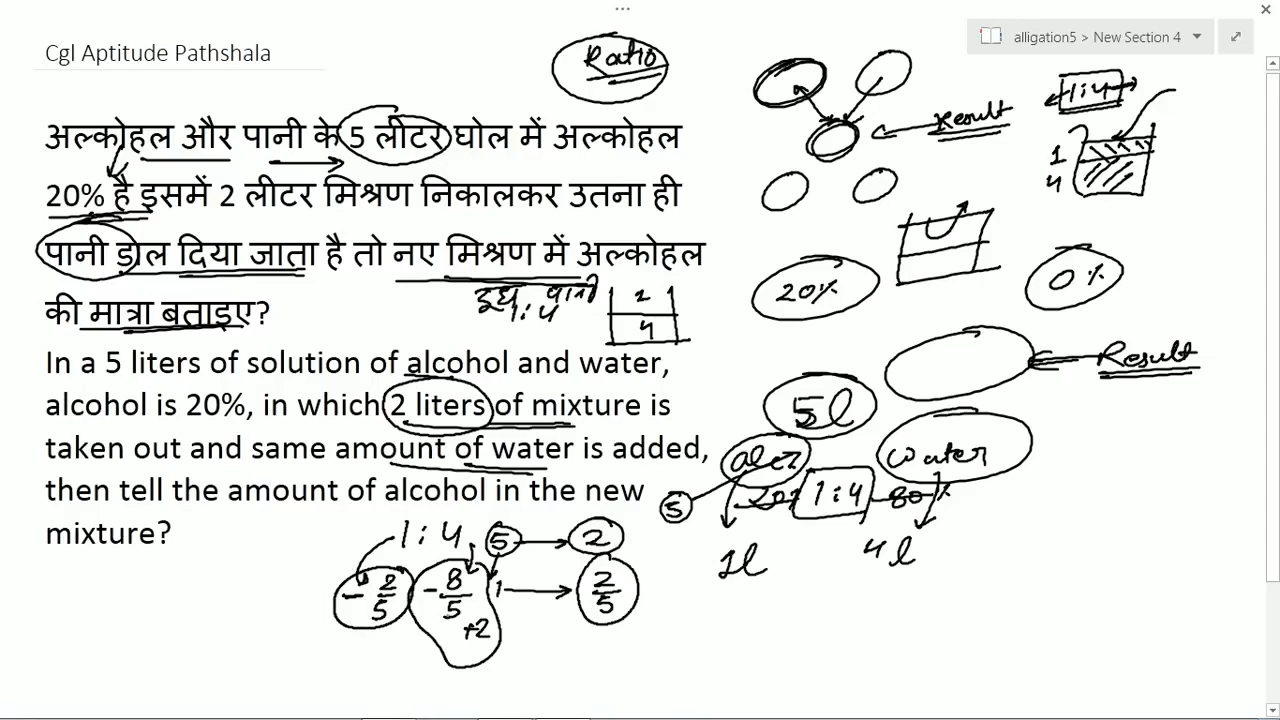 ...
alligation5 > New Section 4
Cgl Aptitude Pathshala
Ratio
अल्कोहल और पानी के 5 लीटर घोल में अल्कोहल
20% है इसमें 2 लीटर मिश्रण निकालकर उतना ही
पानी डाल दिया जाता है तो नए मिश्रण में अल्कोहल
की मात्रा बताइए?
दूध पानी
1:4
2
4
In a 5 liters of solution of alcohol and water,
alcohol is 20%, in which 2 liters of mixture is
taken out and same amount of water is added,
then tell the amount of alcohol in the new
mixture?
1:4 5 2
-2/5 -8/5 1 2/5
+2
Result
1:4
1
4
20% 0%
Result
5l
water
5 20% 1:4 80%
1l 4l